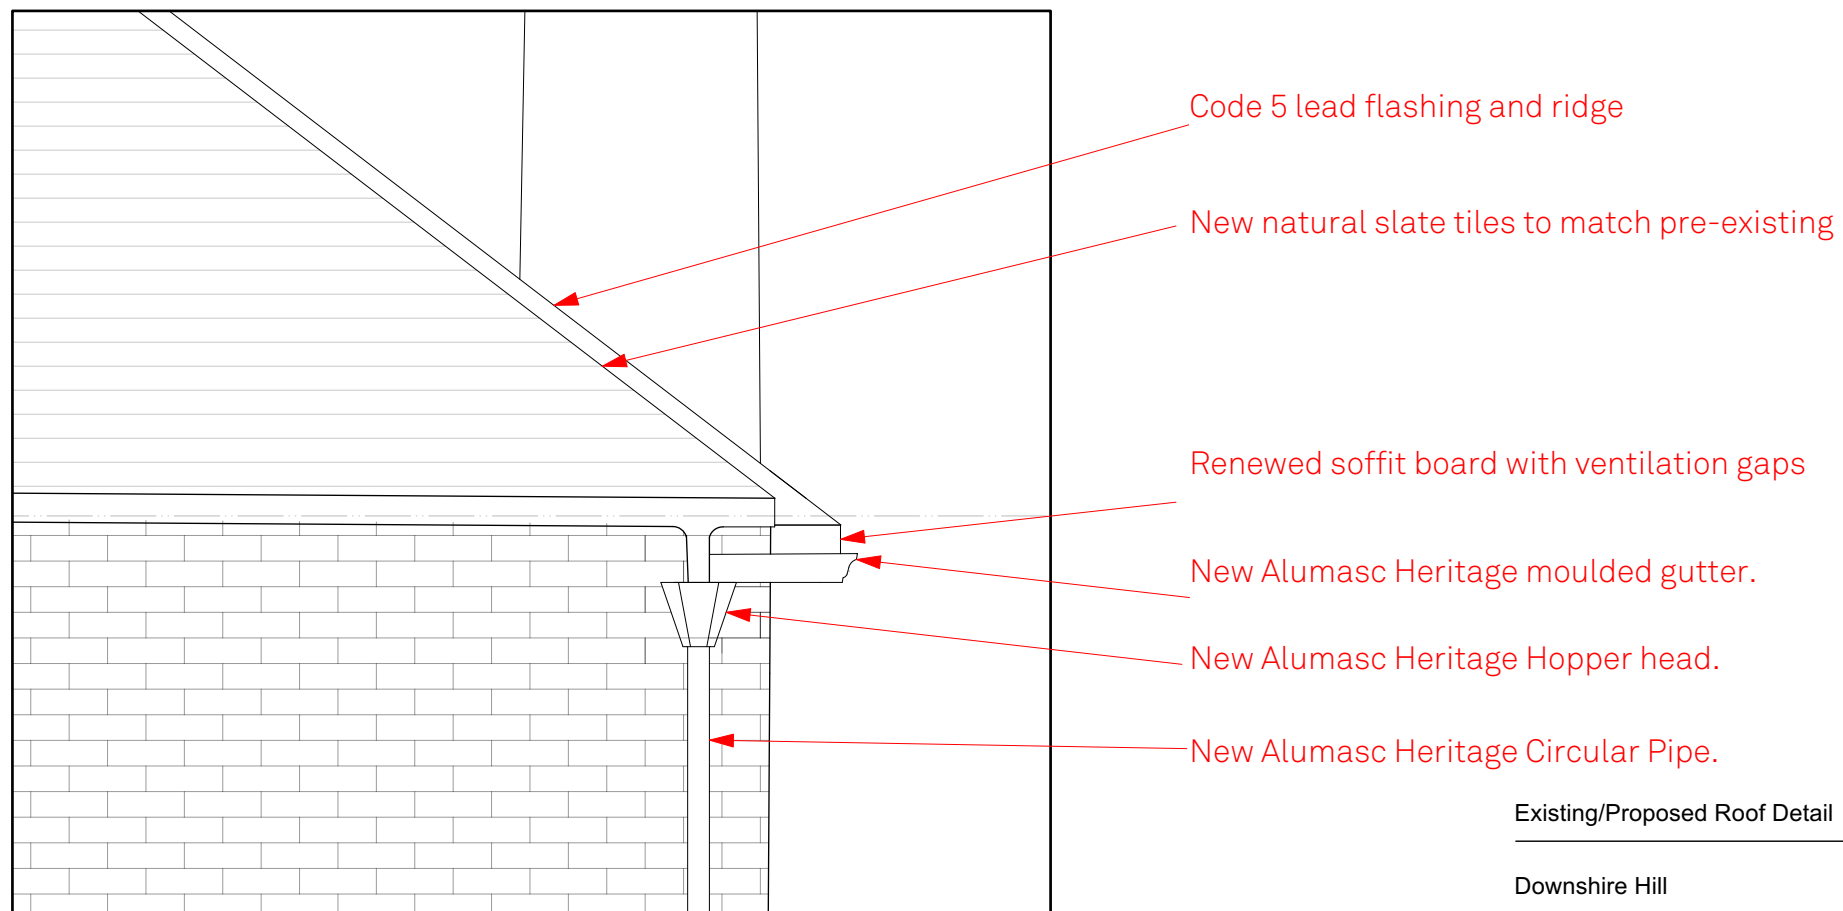 Code 5 lead flashing and ridge
New natural slate tiles to match pre-existing
Renewed soffit board with ventilation gaps
New Alumasc Heritage moulded gutter.
New Alumasc Heritage Hopper head.
New Alumasc Heritage Circular Pipe.
Existing/Proposed Roof Detail
Downshire Hill